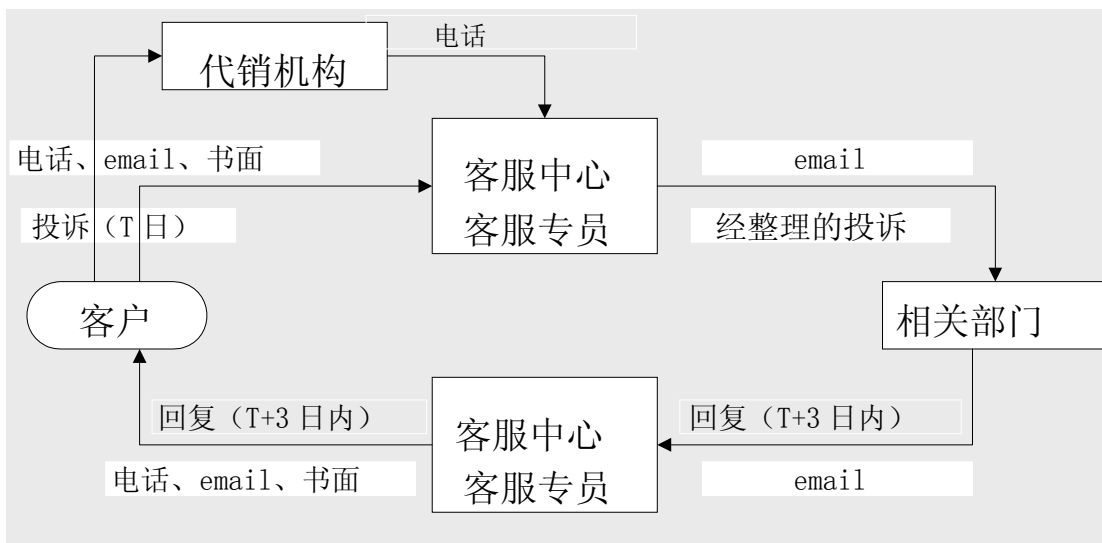 电话
代销机构
电话、email、书面
客服中心
客服专员
email
投诉（T 日）
经整理的投诉
客户
相关部门
回复（T+3 日内）
客服中心
客服专员
回复（T+3 日内）
电话、email、书面
email